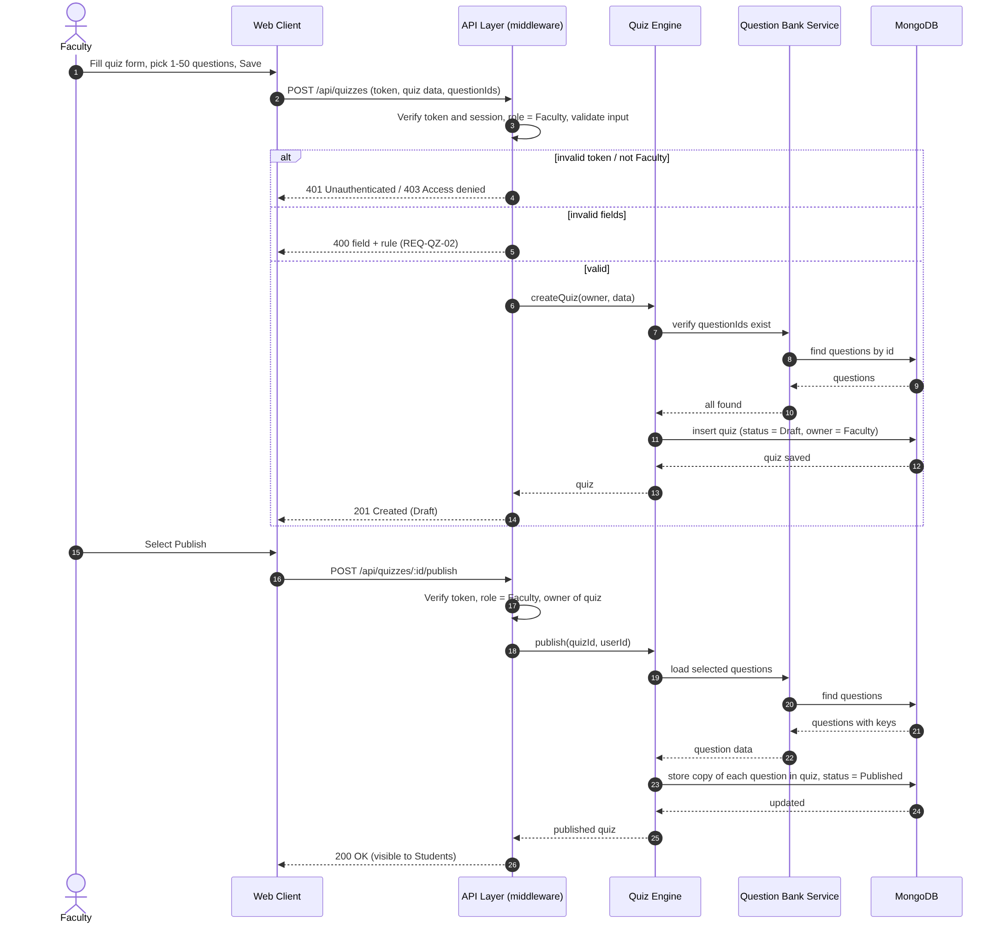 Faculty
Web Client
API Layer (middleware)
Quiz Engine
Question Bank Service
MongoDB
1 Fill quiz form, pick 1-50 questions, Save
2 POST /api/quizzes (token, quiz data, questionIds)
Verify token and session, role = Faculty, validate input
3
alt [invalid token / not Faculty]
401 Unauthenticated / 403 Access denied 4
[invalid fields]
400 field + rule (REQ-QZ-02) 5
[valid]
6 createQuiz(owner, data)
7 verify questionIds exist
8 find questions by id
questions 9
all found 10
11 insert quiz (status = Draft, owner = Faculty)
quiz saved 12
quiz 13
201 Created (Draft) 14
15 Select Publish
16 POST /api/quizzes/:id/publish
Verify token, role = Faculty, owner of quiz
17
18 publish(quizId, userId)
19 load selected questions
20 find questions
questions with keys 21
question data 22
23 store copy of each question in quiz, status = Published
updated 24
published quiz 25
200 OK (visible to Students) 26
Faculty
Web Client
API Layer (middleware)
Quiz Engine
Question Bank Service
MongoDB